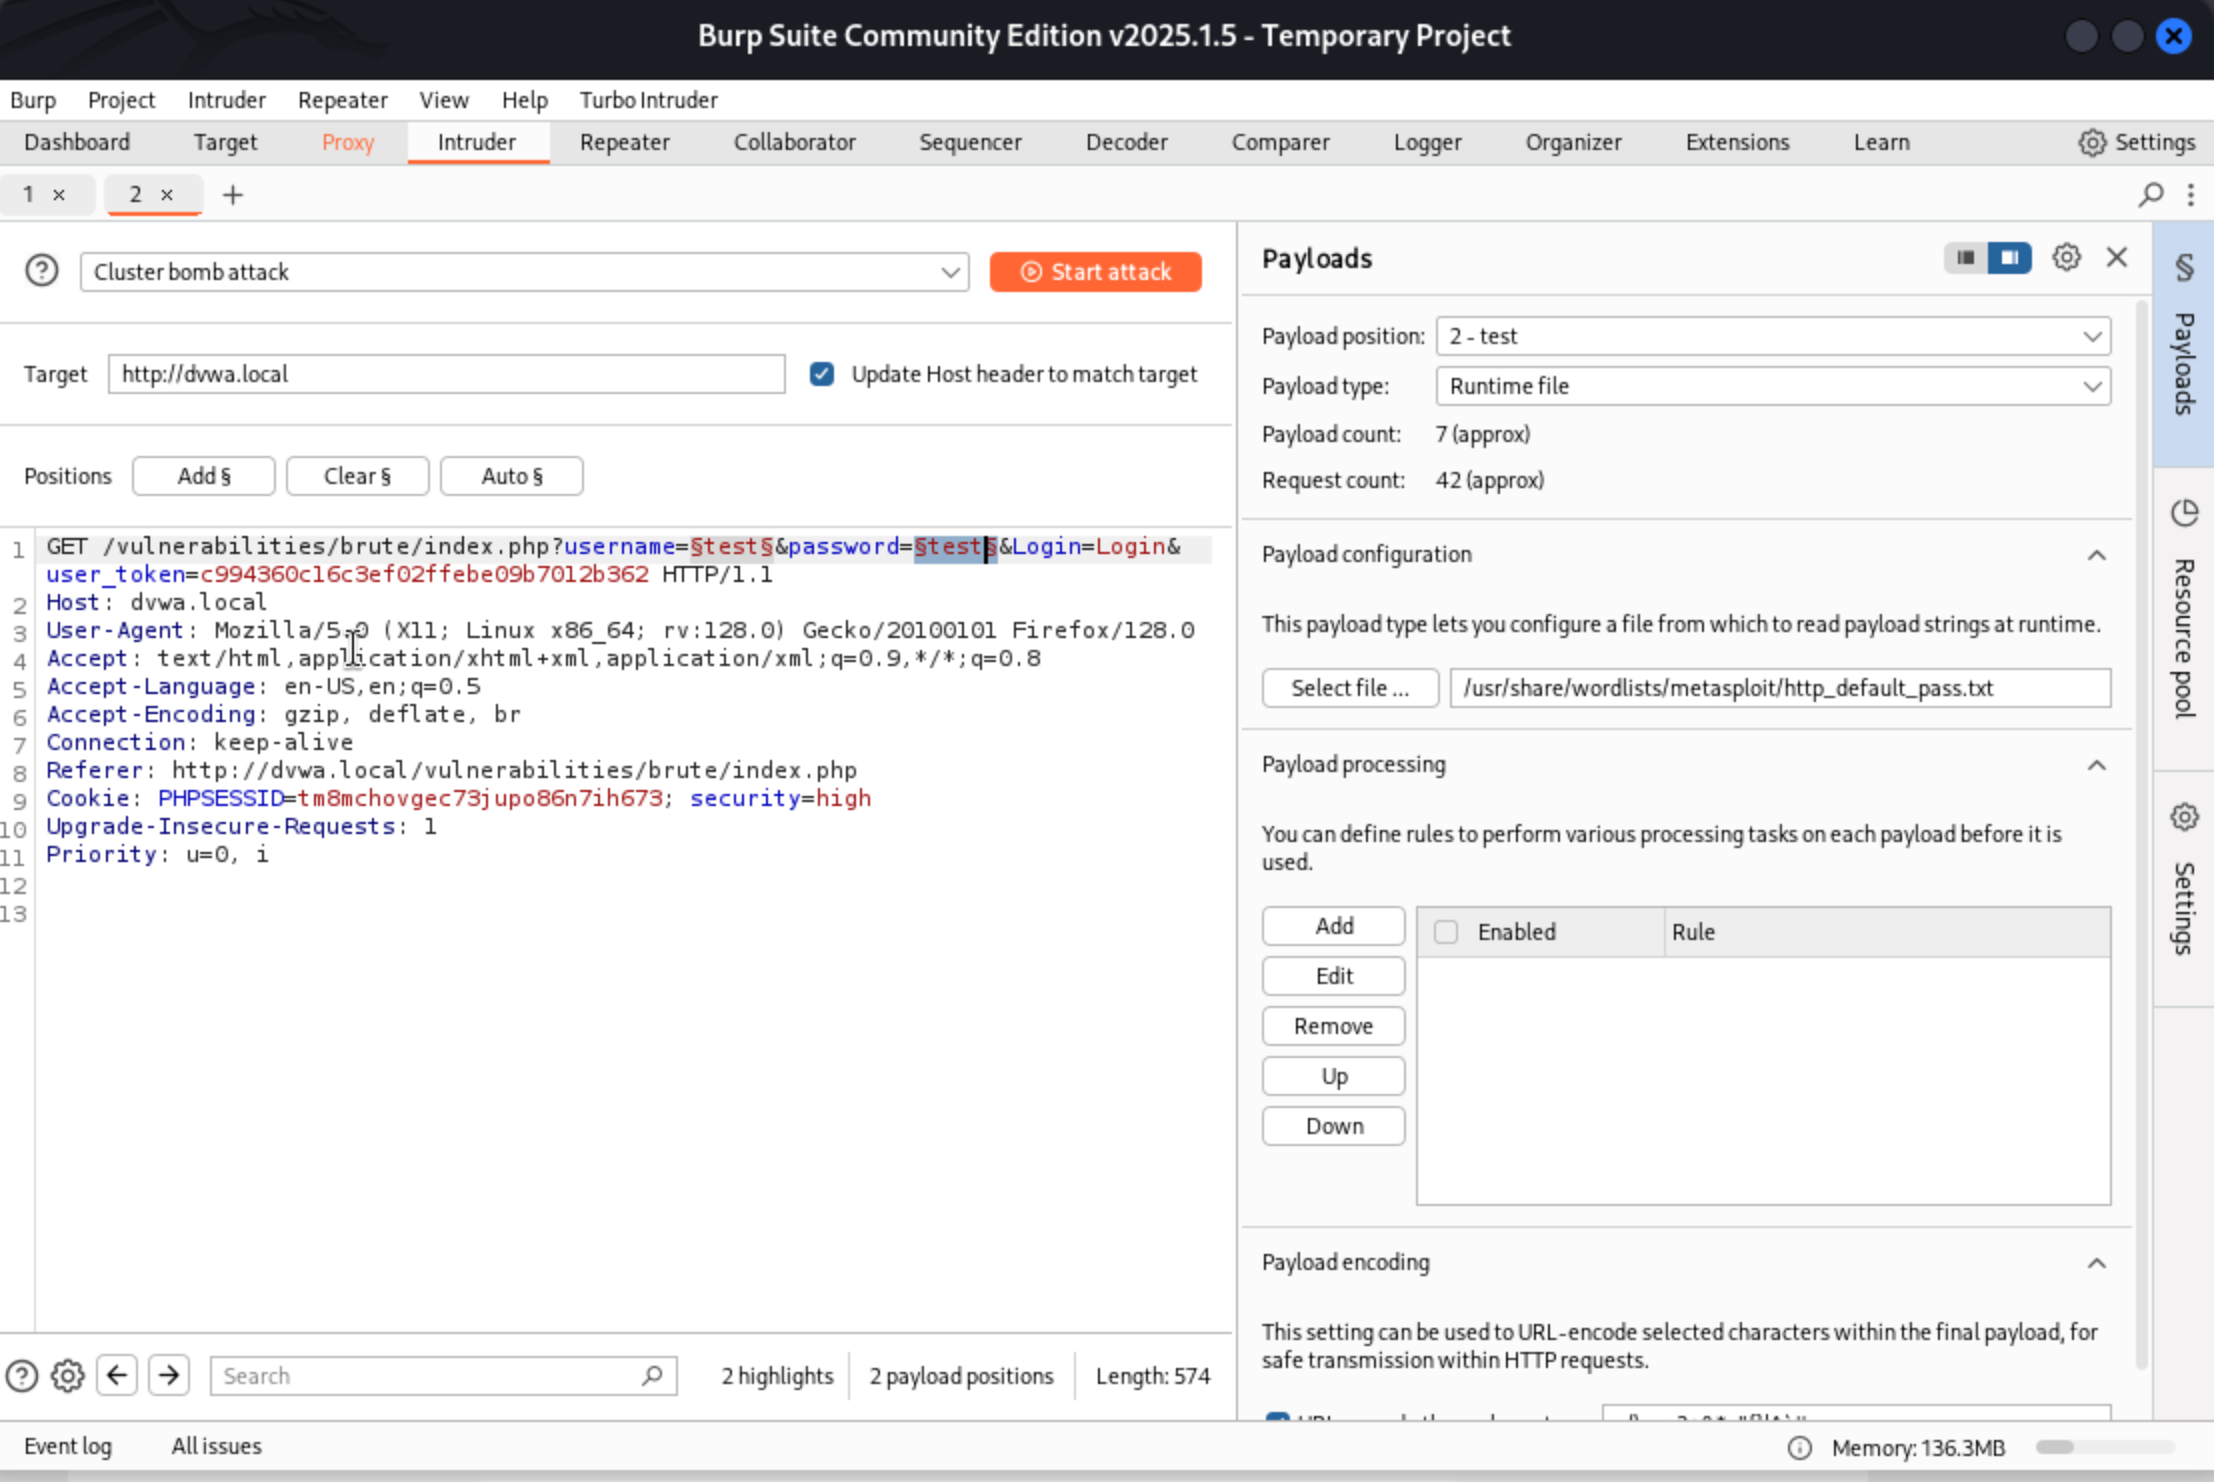 Burp Suite Community Edition v2025.1.5 - Temporary Project
Burp Project Intruder Repeater View Help Turbo Intruder
Dashboard Target Proxy Intruder Repeater Collaborator Sequencer Decoder Comparer Logger Organizer Extensions Learn Settings
1 × 2 × +
Cluster bomb attack
Start attack
Target http://dvwa.local Update Host header to match target
Positions Add § Clear § Auto §
1 GET /vulnerabilities/brute/index.php?username=§test§&password=§test§&Login=Login&
user_token=c994360c16c3ef02ffebe09b7012b362 HTTP/1.1
2 Host: dvwa.local
3 User-Agent: Mozilla/5.0 (X11; Linux x86_64; rv:128.0) Gecko/20100101 Firefox/128.0
4 Accept: text/html,application/xhtml+xml,application/xml;q=0.9,*/*;q=0.8
5 Accept-Language: en-US,en;q=0.5
6 Accept-Encoding: gzip, deflate, br
7 Connection: keep-alive
8 Referer: http://dvwa.local/vulnerabilities/brute/index.php
9 Cookie: PHPSESSID=tm8mchovgec73jupo86n7ih673; security=high
10 Upgrade-Insecure-Requests: 1
11 Priority: u=0, i
12
13
Search
2 highlights 2 payload positions Length: 574
Payloads
Payload position: 2 - test
Payload type: Runtime file
Payload count: 7 (approx)
Request count: 42 (approx)
Payload configuration
This payload type lets you configure a file from which to read payload strings at runtime.
Select file ... /usr/share/wordlists/metasploit/http_default_pass.txt
Payload processing
You can define rules to perform various processing tasks on each payload before it is
used.
Add
Edit
Remove
Up
Down
Enabled Rule
Payload encoding
This setting can be used to URL-encode selected characters within the final payload, for
safe transmission within HTTP requests.
§ Payloads
Resource pool
Settings
Event log All issues
Memory: 136.3MB